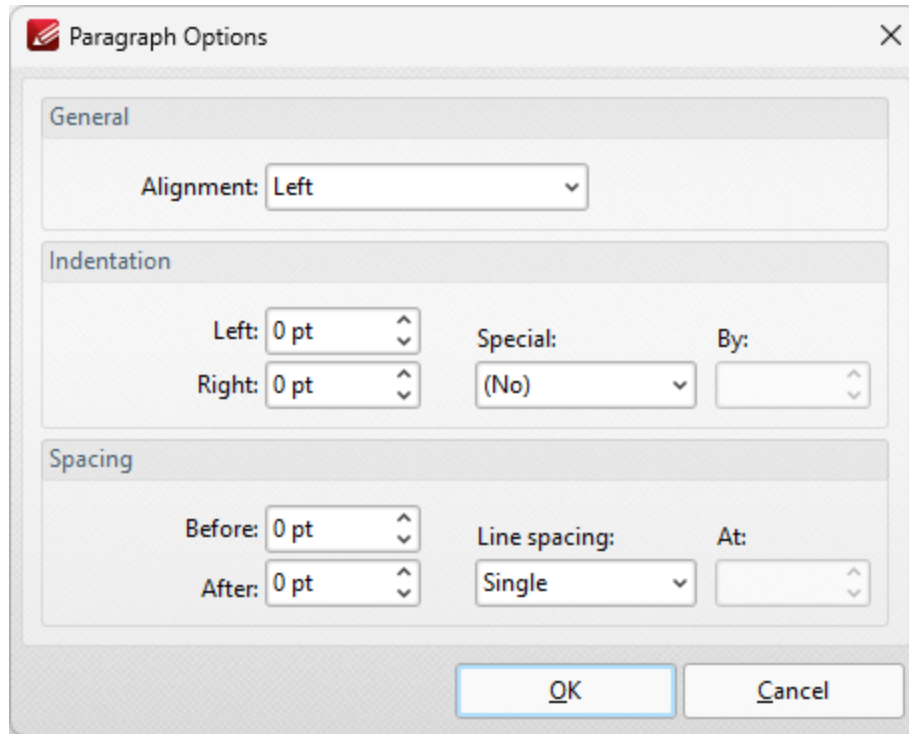 Paragraph Options
General
Alignment: Left
Indentation
Left: 0 pt
Special: By:
Right: 0 pt (No)
Spacing
Before: 0 pt
Line spacing: At:
After: 0 pt Single
OK Cancel